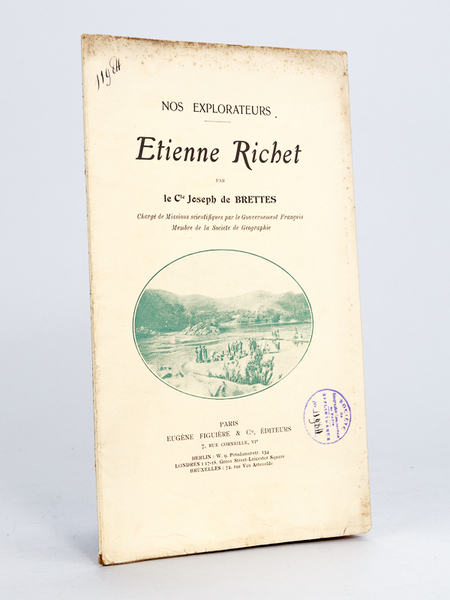 11984
NOS EXPLORATEURS.
Etienne Richet
PAR
le Cte Joseph de BRETTES
Chargé de Missions scientifiques par le Gouvernement Français
Membre de la Société de Géographie
PARIS
EUGÈNE FIGUIÈRE & Cie, ÉDITEURS
7, RUE CORNEILLE, VIe
BERLIN : W. 9. Potsdamerstr. 134
LONDRES : 17-18, Green Street-Leicester Square
BRUXELLES : 72, rue Van Artevelde
SOCIÉTÉ